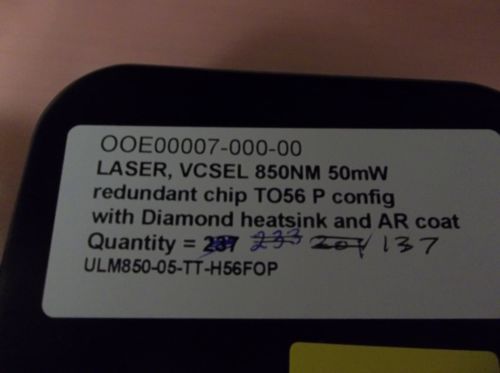 OOE00007-000-00
LASER, VCSEL 850NM 50mW
redundant chip TO56 P config
with Diamond heatsink and AR coat
Quantity = 233 204 137
ULM850-05-TT-H56FOP